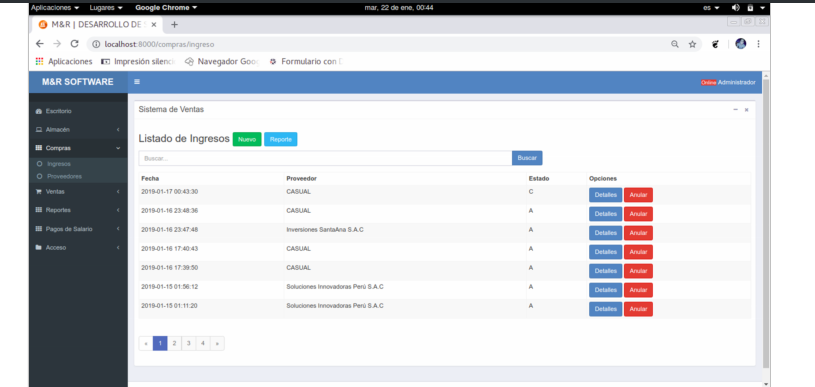 Aplicaciones Lugares Google Chrome mar, 22 de ene, 00:44 es
M&R | DESARROLLO DE S
localhost:8000/compras/ingreso
Aplicaciones Impresión silenci Navegador Goo Formulario con
M&R SOFTWARE Online Administrador
Sistema de Ventas
Escritorio
Almacén
Compras
Ingresos
Proveedores
Ventas
Reportes
Pagos de Salario
Acceso
Listado de Ingresos Nuevo Reporte
Buscar... Buscar
Fecha Proveedor Estado Opciones
2019-01-17 00:43:30 CASUAL C Detalles Anular
2019-01-16 23:48:36 CASUAL A Detalles Anular
2019-01-16 23:47:48 Inversiones SantaAna S.A.C A Detalles Anular
2019-01-16 17:40:43 CASUAL A Detalles Anular
2019-01-16 17:39:50 CASUAL A Detalles Anular
2019-01-15 01:56:12 Soluciones Innovadoras Perú S.A.C A Detalles Anular
2019-01-15 01:11:20 Soluciones Innovadoras Perú S.A.C A Detalles Anular
« 1 2 3 4 »